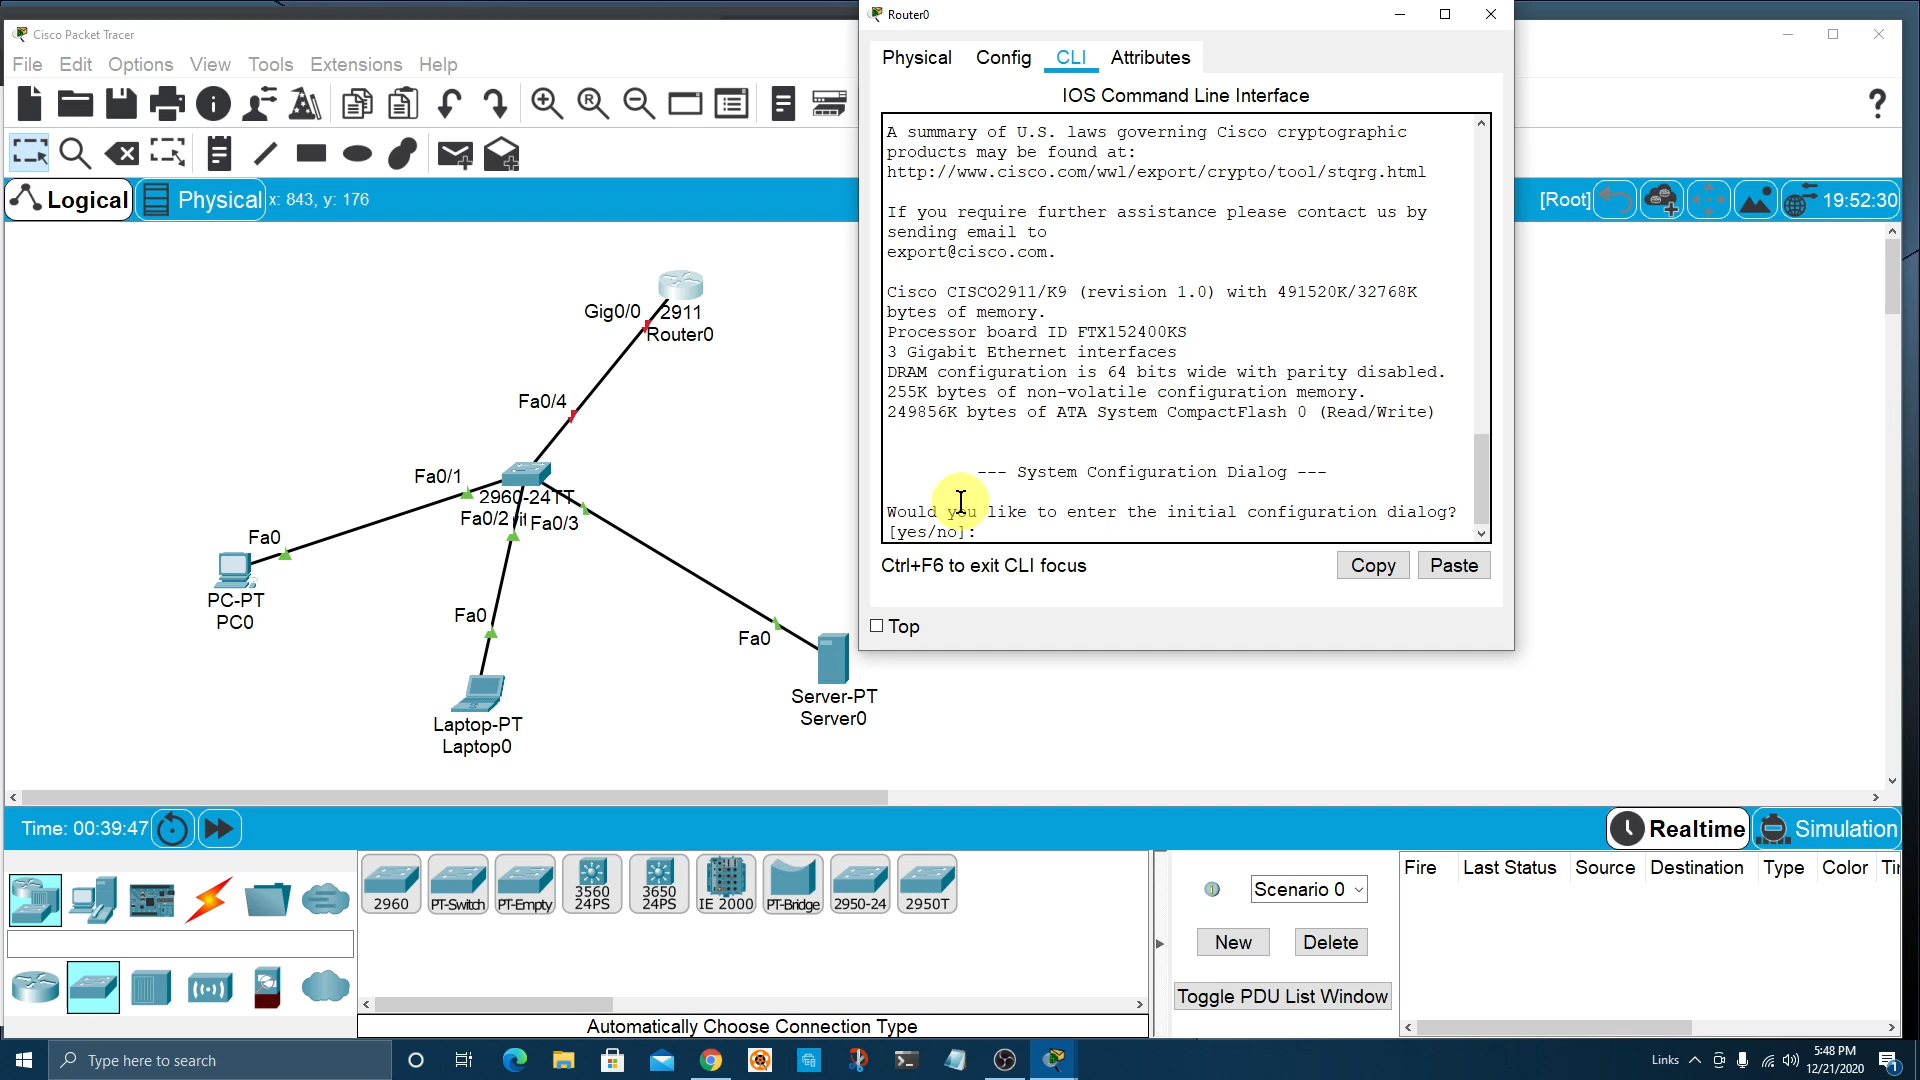 Cisco Packet Tracer
File Edit Options View Tools Extensions Help
Logical
Physical
x: 843, y: 176
[Root]
19:52:30
Router0
Physical Config CLI Attributes
IOS Command Line Interface
A summary of U.S. laws governing Cisco cryptographic
products may be found at:
http://www.cisco.com/wwl/export/crypto/tool/stqrg.html
If you require further assistance please contact us by
sending email to
export@cisco.com.
Cisco CISCO2911/K9 (revision 1.0) with 491520K/32768K
bytes of memory.
Processor board ID FTX152400KS
3 Gigabit Ethernet interfaces
DRAM configuration is 64 bits wide with parity disabled.
255K bytes of non-volatile configuration memory.
249856K bytes of ATA System CompactFlash 0 (Read/Write)
--- System Configuration Dialog ---
Would you like to enter the initial configuration dialog?
[yes/no]:
Ctrl+F6 to exit CLI focus
Copy
Paste
Top
Gig0/0
2911
Router0
Fa0/4
Fa0/1
2960-24TT
Fa0/2
Fa0/3
Fa0
PC-PT
PC0
Fa0
Laptop-PT
Laptop0
Fa0
Server-PT
Server0
Time: 00:39:47
Realtime
Simulation
2960
PT-Switch
PT-Empty
3560
24PS
3650
24PS
IE 2000
PT-Bridge
2950-24
2950T
Automatically Choose Connection Type
Scenario 0
New
Delete
Toggle PDU List Window
Fire Last Status Source Destination Type Color
Type here to search
Links
5:48 PM
12/21/2020
1